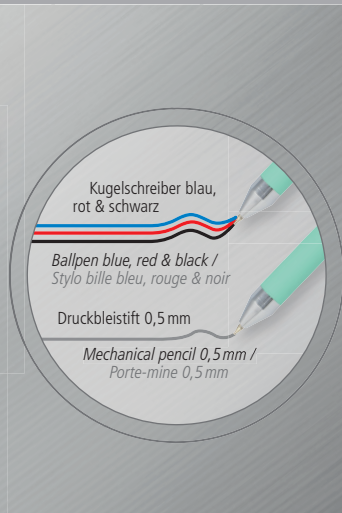 Kugelschreiber blau,
rot & schwarz
Ballpen blue, red & black /
Stylo bille bleu, rouge & noir
Druckbleistift 0,5 mm
Mechanical pencil 0,5 mm /
Porte-mine 0,5 mm